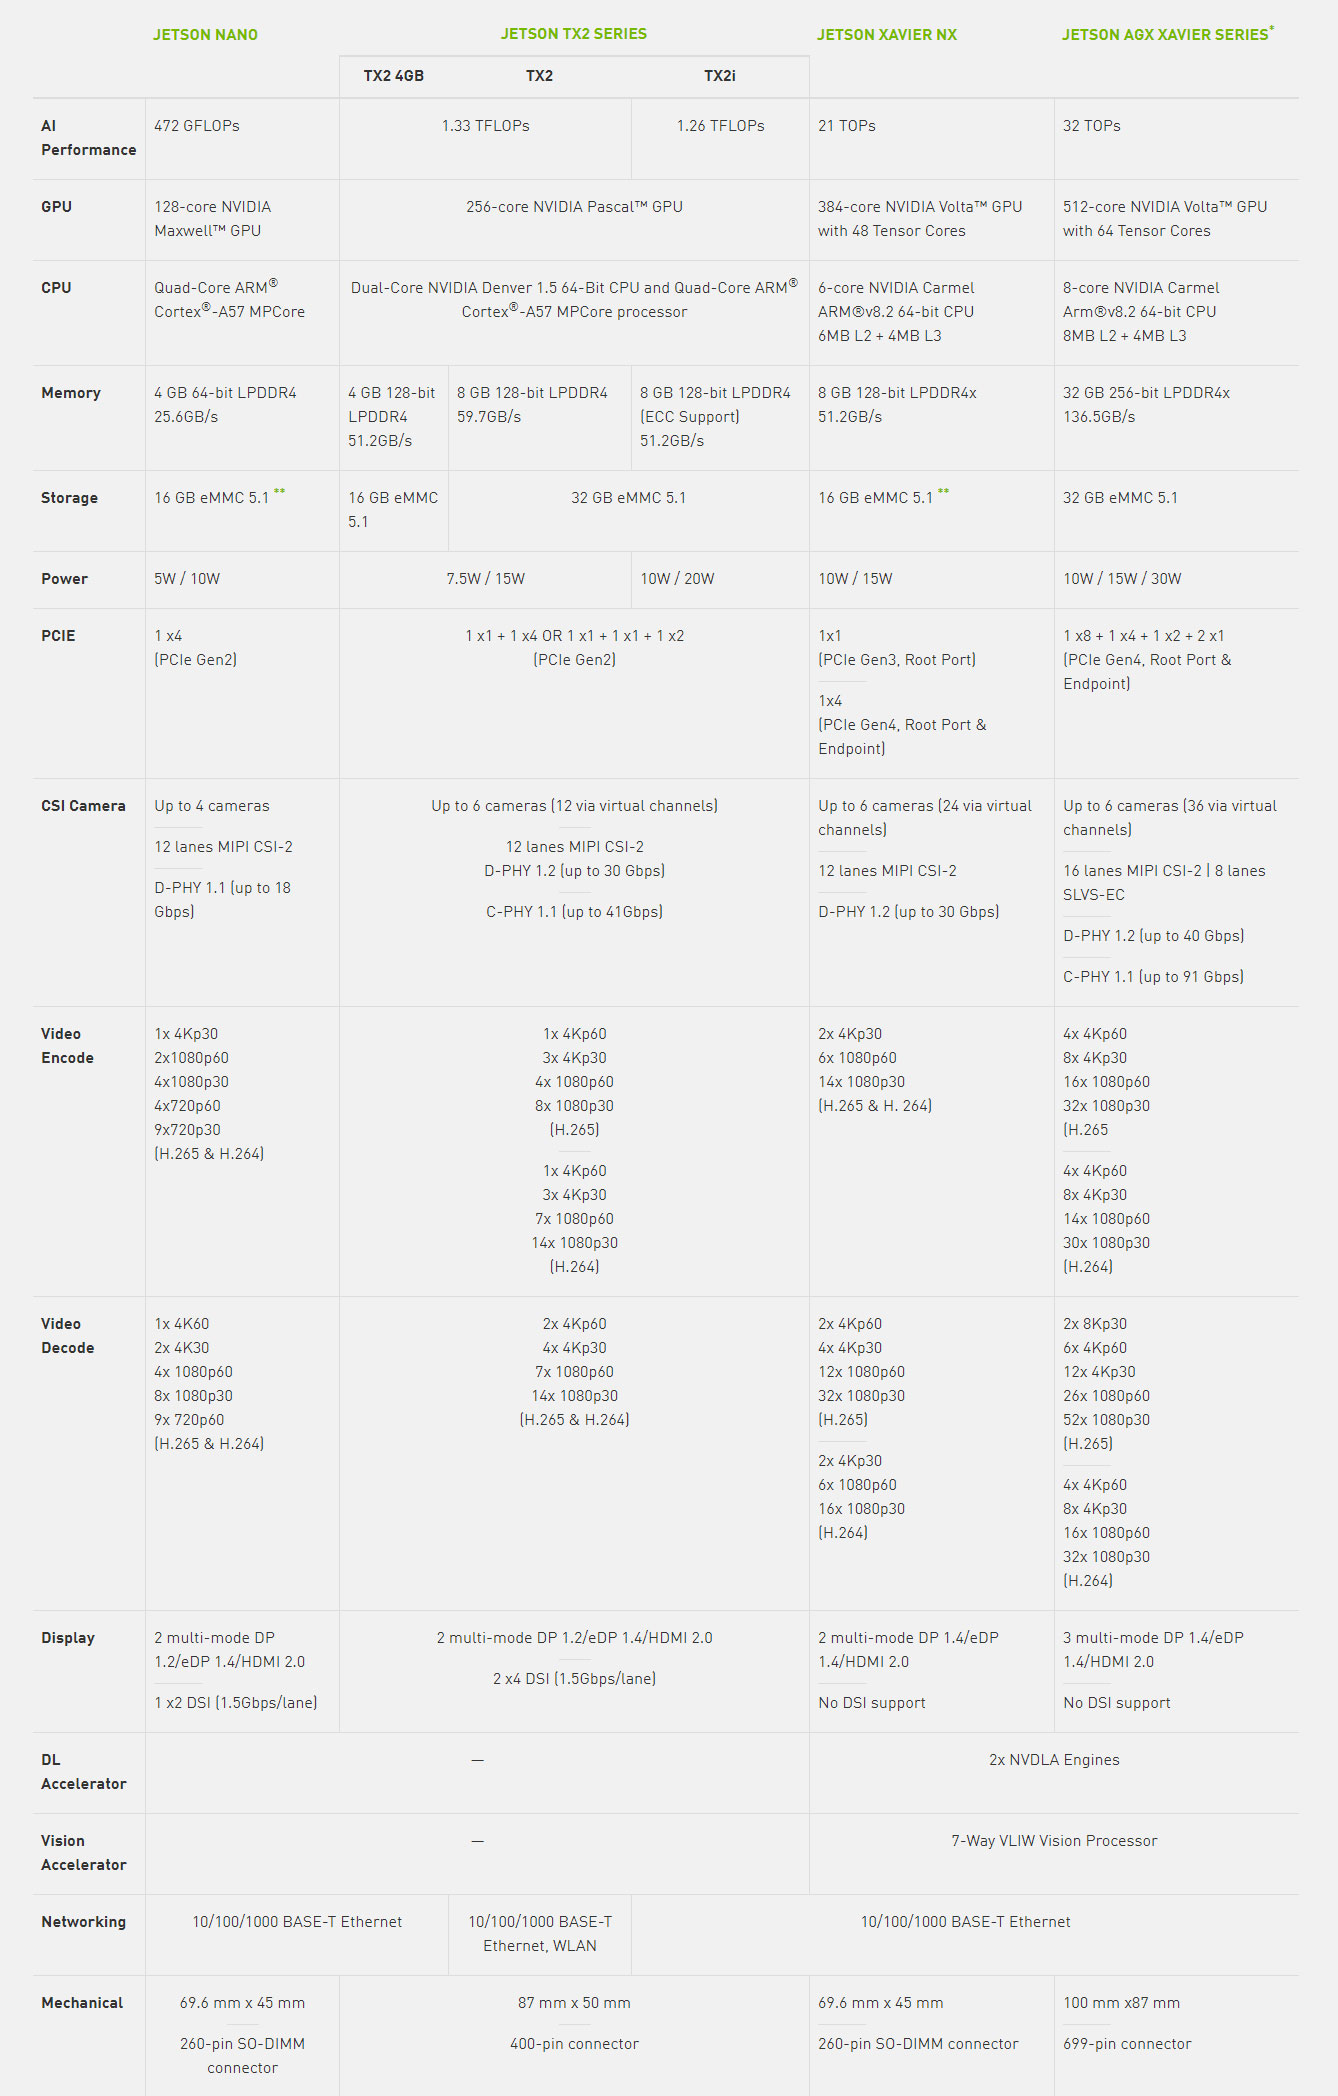 JETSON NANO
JETSON TX2 SERIES
JETSON XAVIER NX
JETSON AGX XAVIER SERIES*
TX2 4GB
TX2
TX2i
AI
Performance
472 GFLOPs
1.33 TFLOPs
1.26 TFLOPs
21 TOPs
32 TOPs
GPU
128-core NVIDIA
Maxwell™ GPU
256-core NVIDIA Pascal™ GPU
384-core NVIDIA Volta™ GPU
with 48 Tensor Cores
512-core NVIDIA Volta™ GPU
with 64 Tensor Cores
CPU
Quad-Core ARM®
Cortex®-A57 MPCore
Dual-Core NVIDIA Denver 1.5 64-Bit CPU and Quad-Core ARM®
Cortex®-A57 MPCore processor
6-core NVIDIA Carmel
ARM®v8.2 64-bit CPU
6MB L2 + 4MB L3
8-core NVIDIA Carmel
Arm®v8.2 64-bit CPU
8MB L2 + 4MB L3
Memory
4 GB 64-bit LPDDR4
25.6GB/s
4 GB 128-bit
LPDDR4
51.2GB/s
8 GB 128-bit LPDDR4
59.7GB/s
8 GB 128-bit LPDDR4
(ECC Support)
51.2GB/s
8 GB 128-bit LPDDR4x
51.2GB/s
32 GB 256-bit LPDDR4x
136.5GB/s
Storage
16 GB eMMC 5.1 **
16 GB eMMC
5.1
32 GB eMMC 5.1
16 GB eMMC 5.1 **
32 GB eMMC 5.1
Power
5W / 10W
7.5W / 15W
10W / 20W
10W / 15W
10W / 15W / 30W
PCIE
1 x4
(PCIe Gen2)
1 x1 + 1 x4 OR 1 x1 + 1 x1 + 1 x2
(PCIe Gen2)
1x1
(PCIe Gen3, Root Port)
1x4
(PCIe Gen4, Root Port &
Endpoint)
1 x8 + 1 x4 + 1 x2 + 2 x1
(PCIe Gen4, Root Port &
Endpoint)
CSI Camera
Up to 4 cameras
12 lanes MIPI CSI-2
D-PHY 1.1 (up to 18
Gbps)
Up to 6 cameras (12 via virtual channels)
12 lanes MIPI CSI-2
D-PHY 1.2 (up to 30 Gbps)
C-PHY 1.1 (up to 41Gbps)
Up to 6 cameras (24 via virtual
channels)
12 lanes MIPI CSI-2
D-PHY 1.2 (up to 30 Gbps)
Up to 6 cameras (36 via virtual
channels)
16 lanes MIPI CSI-2 | 8 lanes
SLVS-EC
D-PHY 1.2 (up to 40 Gbps)
C-PHY 1.1 (up to 91 Gbps)
Video
Encode
1x 4Kp30
2x1080p60
4x1080p30
4x720p60
9x720p30
(H.265 & H.264)
1x 4Kp60
3x 4Kp30
4x 1080p60
8x 1080p30
(H.265)
1x 4Kp60
3x 4Kp30
7x 1080p60
14x 1080p30
(H.264)
2x 4Kp30
6x 1080p60
14x 1080p30
(H.265 & H. 264)
4x 4Kp60
8x 4Kp30
16x 1080p60
32x 1080p30
(H.265
4x 4Kp60
8x 4Kp30
14x 1080p60
30x 1080p30
(H.264)
Video
Decode
1x 4K60
2x 4K30
4x 1080p60
8x 1080p30
9x 720p60
(H.265 & H.264)
2x 4Kp60
4x 4Kp30
7x 1080p60
14x 1080p30
(H.265 & H.264)
2x 4Kp60
4x 4Kp30
12x 1080p60
32x 1080p30
(H.265)
2x 4Kp30
6x 1080p60
16x 1080p30
(H.264)
2x 8Kp30
6x 4Kp60
12x 4Kp30
26x 1080p60
52x 1080p30
(H.265)
4x 4Kp60
8x 4Kp30
16x 1080p60
32x 1080p30
(H.264)
Display
2 multi-mode DP
1.2/eDP 1.4/HDMI 2.0
1 x2 DSI (1.5Gbps/lane)
2 multi-mode DP 1.2/eDP 1.4/HDMI 2.0
2 x4 DSI (1.5Gbps/lane)
2 multi-mode DP 1.4/eDP
1.4/HDMI 2.0
No DSI support
3 multi-mode DP 1.4/eDP
1.4/HDMI 2.0
No DSI support
DL
Accelerator
—
2x NVDLA Engines
Vision
Accelerator
—
7-Way VLIW Vision Processor
Networking
10/100/1000 BASE-T Ethernet
10/100/1000 BASE-T
Ethernet, WLAN
10/100/1000 BASE-T Ethernet
Mechanical
69.6 mm x 45 mm
260-pin SO-DIMM
connector
87 mm x 50 mm
400-pin connector
69.6 mm x 45 mm
260-pin SO-DIMM connector
100 mm x87 mm
699-pin connector